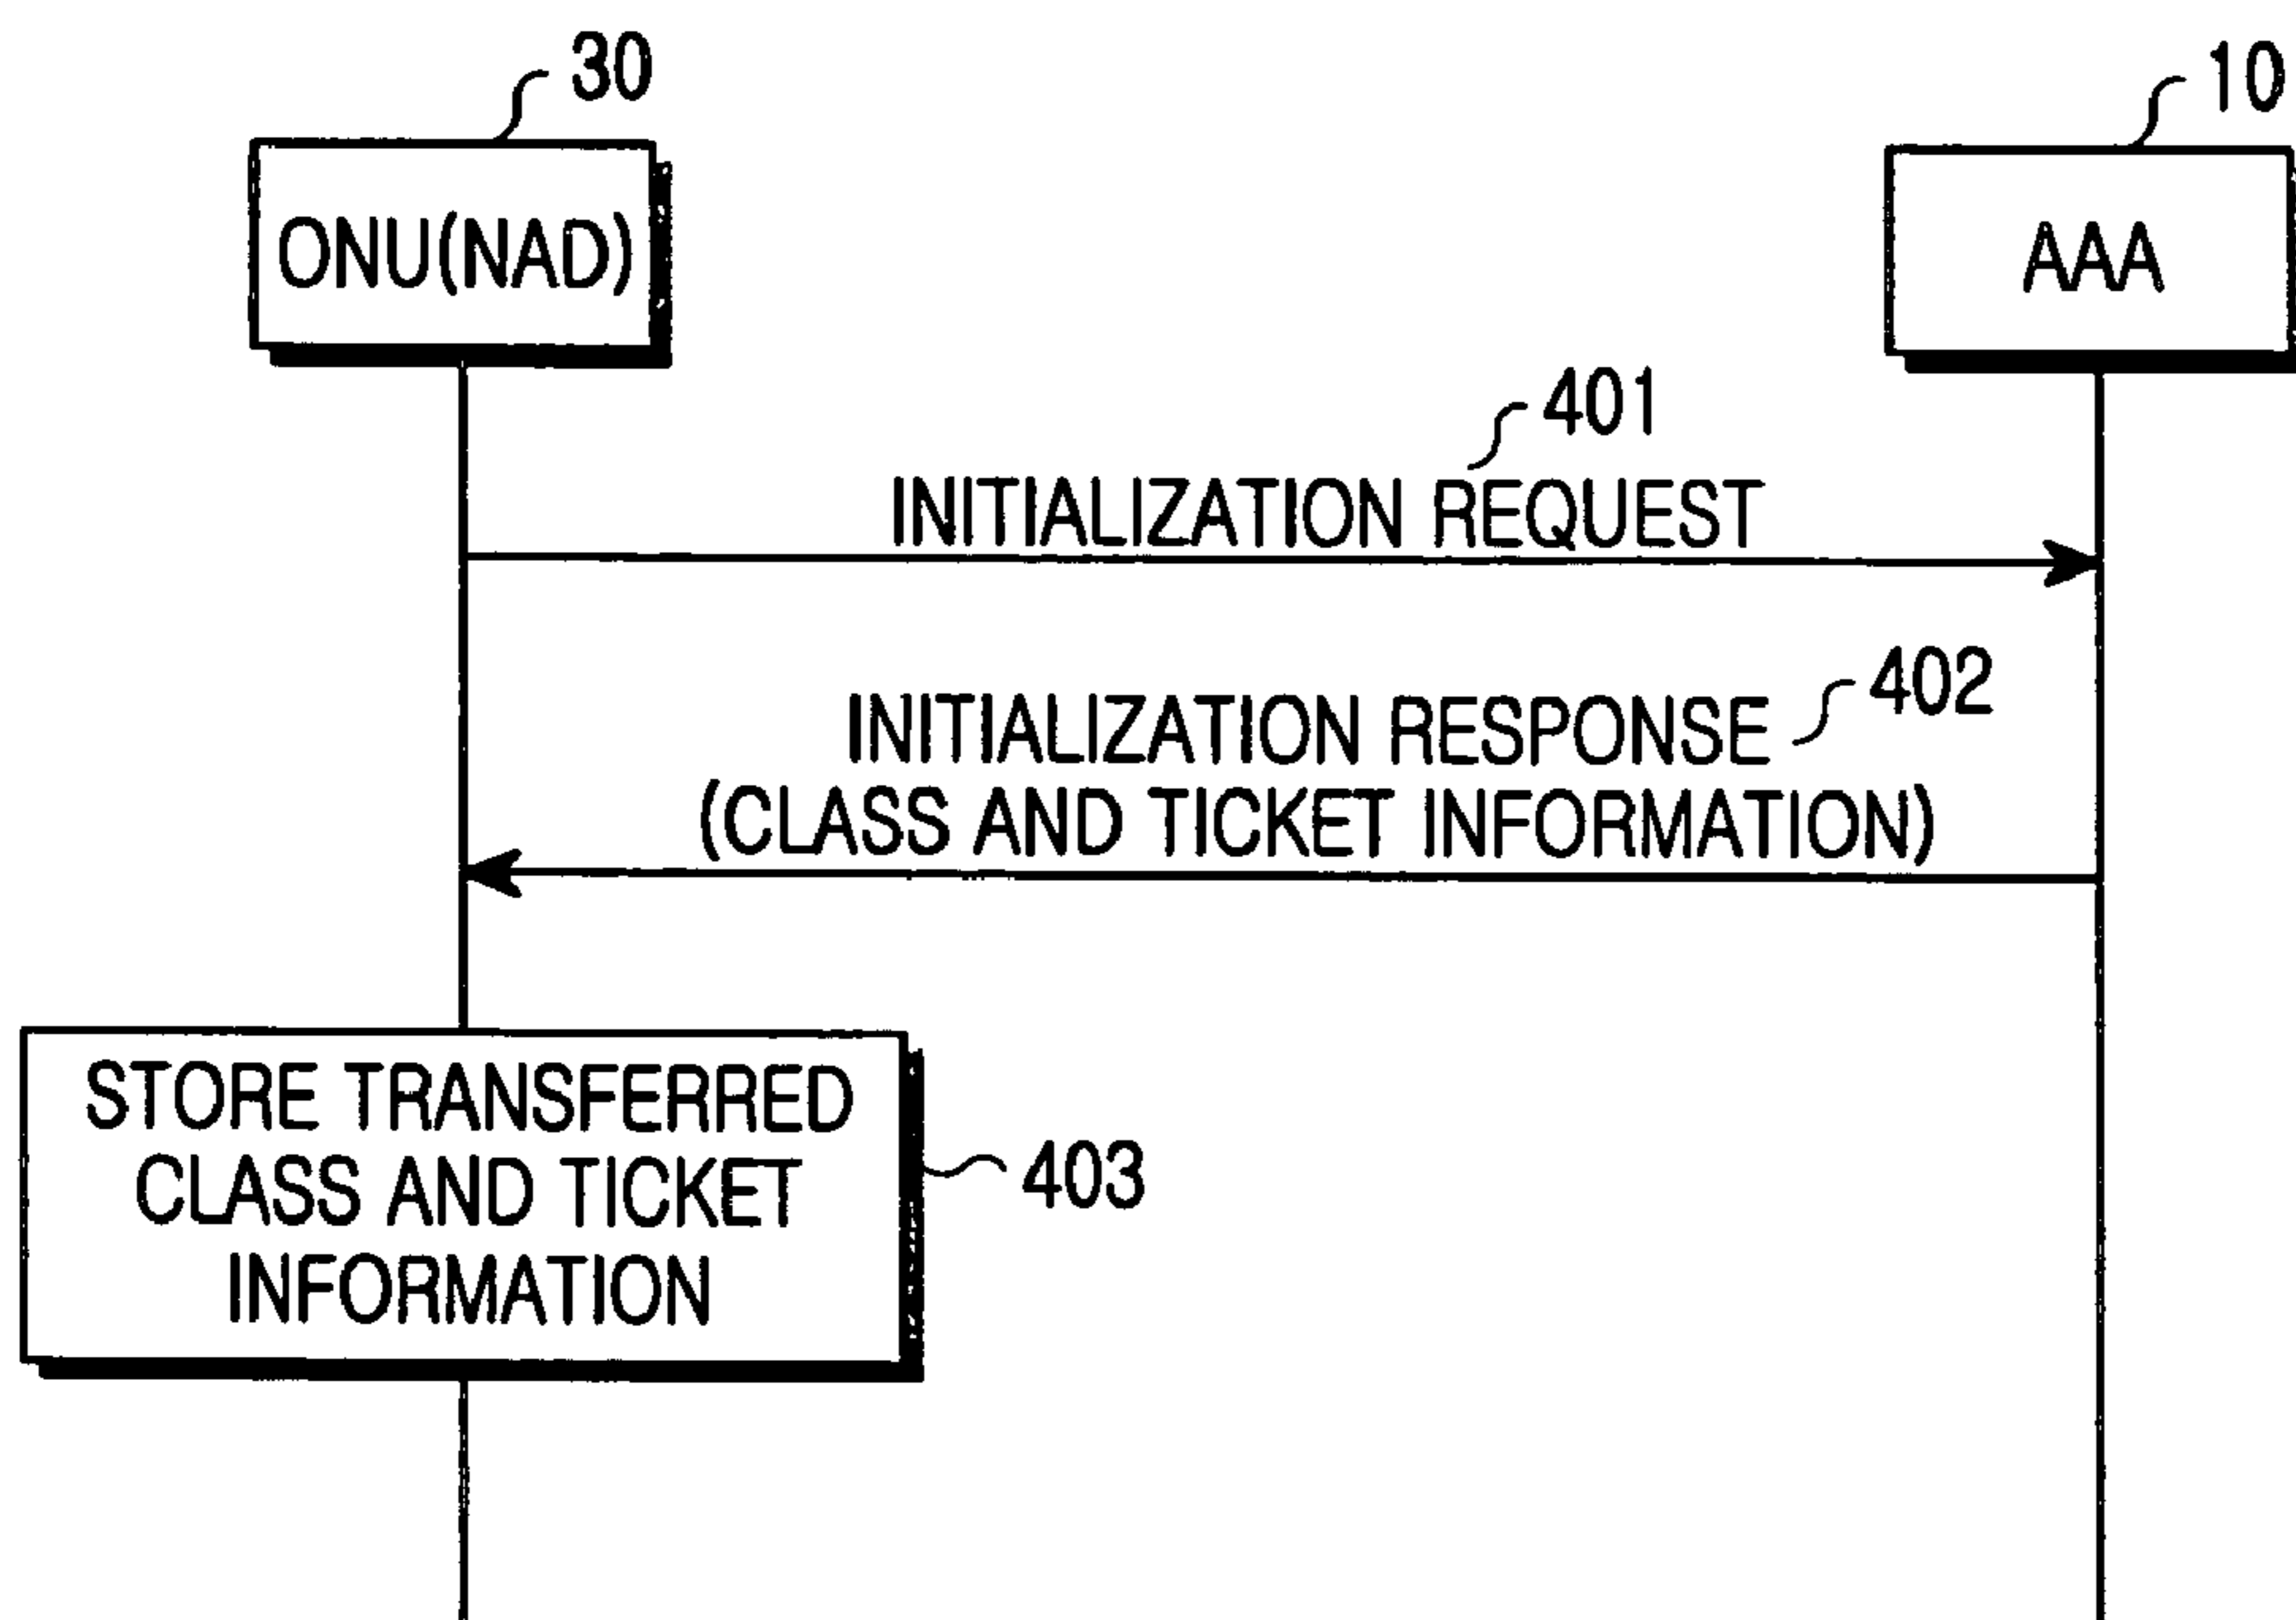 30
10
ONU(NAD)
AAA
401
INITIALIZATION REQUEST
402
INITIALIZATION RESPONSE
(CLASS AND TICKET INFORMATION)
STORE TRANSFERRED
CLASS AND TICKET
INFORMATION
403